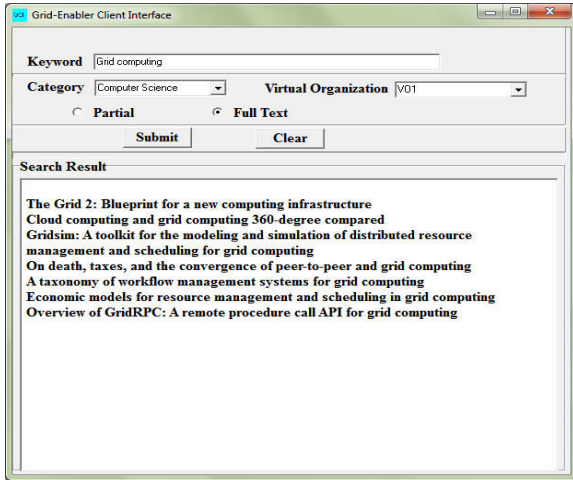 Grid-Enabler Client Interface
Keyword Grid computing
Category Computer Science Virtual Organization VO1
Partial Full Text
Submit Clear
Search Result
The Grid 2: Blueprint for a new computing infrastructure
Cloud computing and grid computing 360-degree compared
Gridsim: A toolkit for the modeling and simulation of distributed resource
management and scheduling for grid computing
On death, taxes, and the convergence of peer-to-peer and grid computing
A taxonomy of workflow management systems for grid computing
Economic models for resource management and scheduling in grid computing
Overview of GridRPC: A remote procedure call API for grid computing